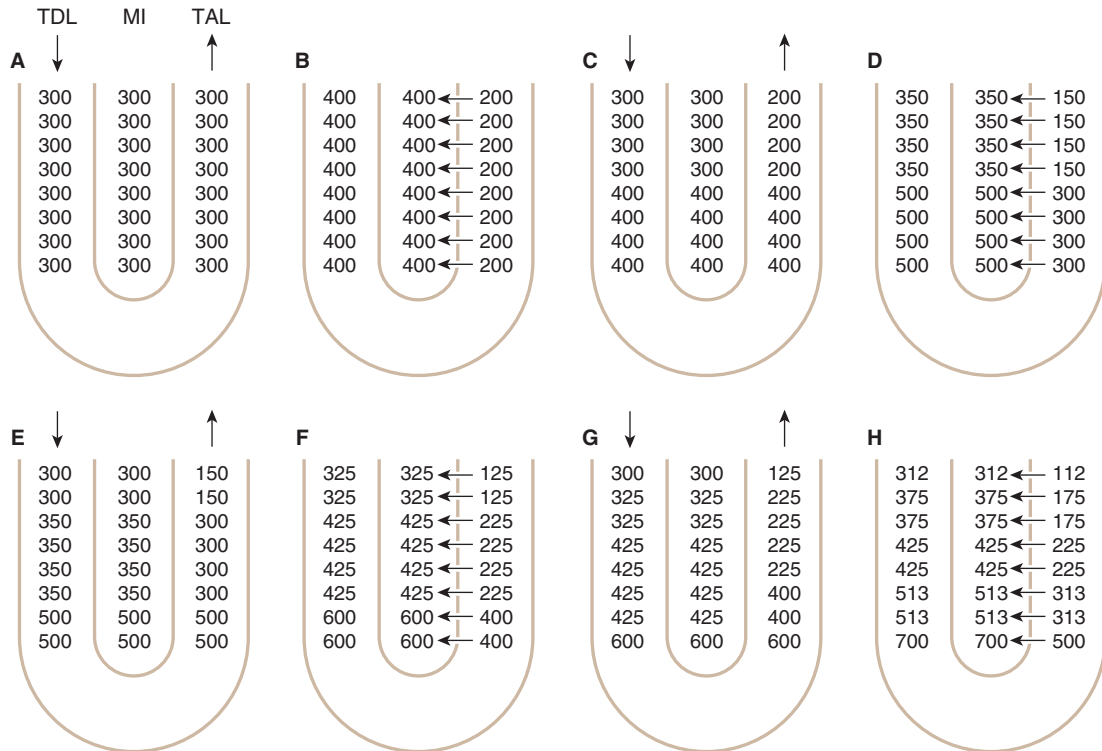 TDL MI TAL
A B C D
300 300 300 400 400 200 300 300 200 350 350 150
300 300 300 400 400 200 300 300 200 350 350 150
300 300 300 400 400 200 300 300 200 350 350 150
300 300 300 400 400 200 300 300 200 350 350 150
300 300 300 400 400 200 400 400 400 500 500 300
300 300 300 400 400 200 400 400 400 500 500 300
300 300 300 400 400 200 400 400 400 500 500 300
300 300 300 400 400 200 400 400 400 500 500 300
E F G H
300 300 150 325 325 125 300 300 125 312 312 112
300 300 150 325 325 125 325 325 225 375 375 175
350 350 300 425 425 225 325 325 225 375 375 175
350 350 300 425 425 225 425 425 225 425 425 225
350 350 300 425 425 225 425 425 400 425 425 225
350 350 300 425 425 225 425 425 400 513 513 313
500 500 500 600 600 400 425 425 400 513 513 313
500 500 500 600 600 400 600 600 600 700 700 500